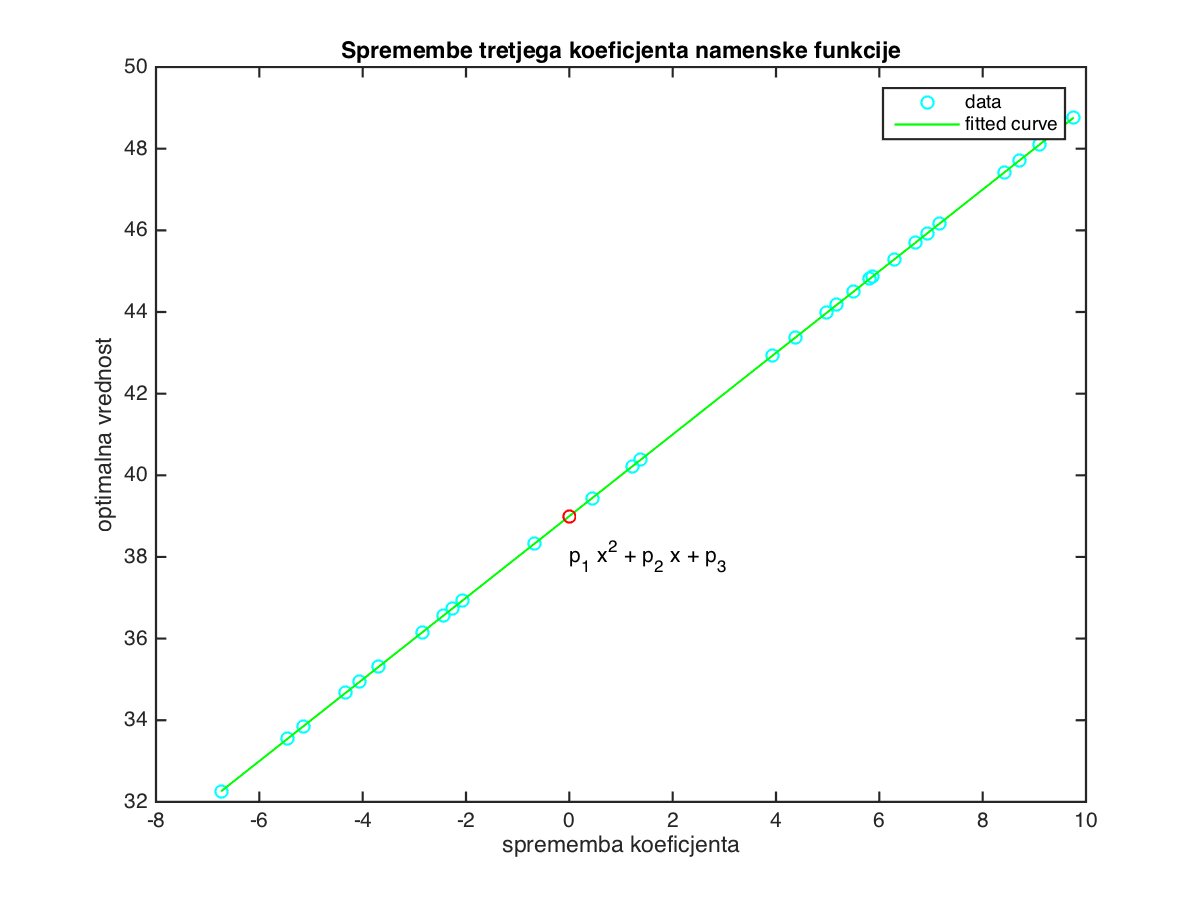 Spremembe tretjega koeficjenta namenske funkcije
50
48
46
44
42
40
38
36
34
32
optimalna vrednost
data
fitted curve
p₁ x² + p₂ x + p₃
-8 -6 -4 -2 0 2 4 6 8 10
sprememba koeficjenta